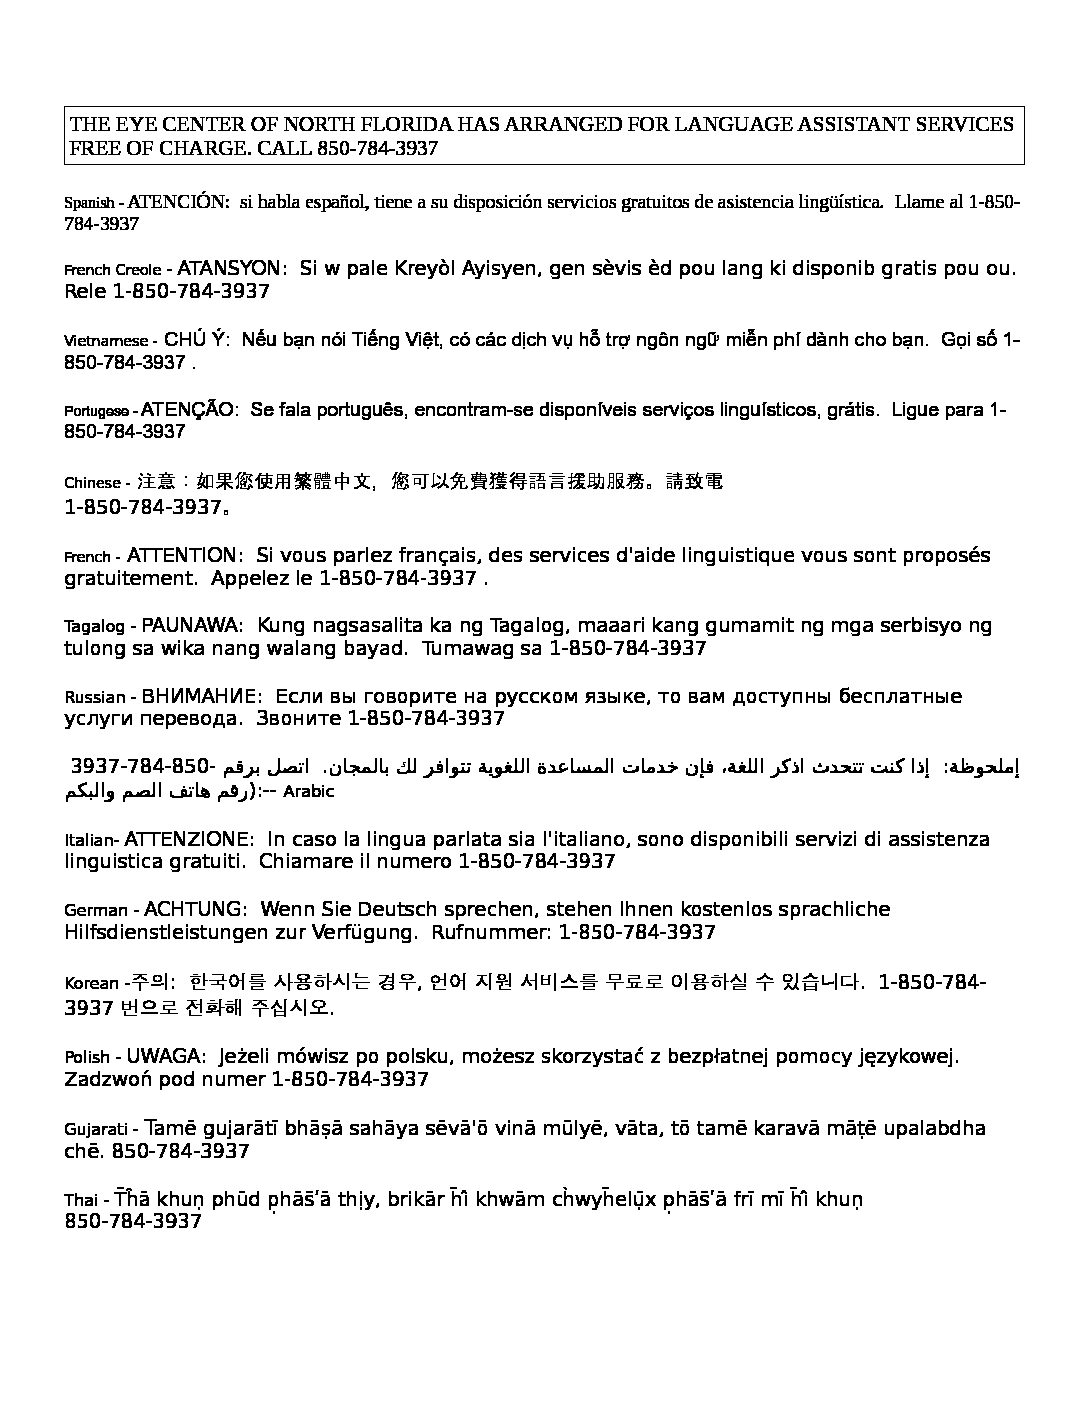 THE EYE CENTER OF NORTH FLORIDA HAS ARRANGED FOR LANGUAGE ASSISTANT SERVICES
FREE OF CHARGE. CALL 850-784-3937
Spanish - ATENCIÓN:  si habla español, tiene a su disposición servicios gratuitos de asistencia lingüística.  Llame al 1-850-
784-3937
French Creole - ATANSYON:  Si w pale Kreyòl Ayisyen, gen sèvis èd pou lang ki disponib gratis pou ou.
Rele 1-850-784-3937
Vietnamese - CHÚ Ý:  Nếu bạn nói Tiếng Việt, có các dịch vụ hỗ trợ ngôn ngữ miễn phí dành cho bạn.  Gọi số 1-
850-784-3937 .
Portugese - ATENÇÃO:  Se fala português, encontram-se disponíveis serviços linguísticos, grátis.  Ligue para 1-
850-784-3937
Chinese - 注意：如果您使用繁體中文，您可以免費獲得語言援助服務。請致電
1-850-784-3937。
French - ATTENTION:  Si vous parlez français, des services d'aide linguistique vous sont proposés
gratuitement.  Appelez le 1-850-784-3937 .
Tagalog - PAUNAWA:  Kung nagsasalita ka ng Tagalog, maaari kang gumamit ng mga serbisyo ng
tulong sa wika nang walang bayad.  Tumawag sa 1-850-784-3937
Russian - ВНИМАНИЕ:  Если вы говорите на русском языке, то вам доступны бесплатные
услуги перевода.  Звоните 1-850-784-3937
إملحوظة:  إذا كنت تتحدث اذكر اللغة، فإن خدمات المساعدة اللغوية تتوافر لك بالمجان.  اتصل برقم -850-784-3937
رقم هاتف الصم والبكم):-- Arabic
Italian- ATTENZIONE:  In caso la lingua parlata sia l'italiano, sono disponibili servizi di assistenza
linguistica gratuiti.  Chiamare il numero 1-850-784-3937
German - ACHTUNG:  Wenn Sie Deutsch sprechen, stehen Ihnen kostenlos sprachliche
Hilfsdienstleistungen zur Verfügung.  Rufnummer: 1-850-784-3937
Korean -주의:  한국어를 사용하시는 경우, 언어 지원 서비스를 무료로 이용하실 수 있습니다.  1-850-784-
3937 번으로 전화해 주십시오.
Polish - UWAGA:  Jeżeli mówisz po polsku, możesz skorzystać z bezpłatnej pomocy językowej.
Zadzwoń pod numer 1-850-784-3937
Gujarati - Tamē gujarātī bhāṣā sahāya sēvā'ō vinā mūlyē, vāta, tō tamē karavā māṭē upalabdha
chē. 850-784-3937
Thai - T̄ĥā khuṇ phūd p̣hās̄ʹā thịy, brikār h̄ı̂ khwām ch̀wyh̄elụ̄x p̣hās̄ʹā frī mī h̄ı̂ khuṇ
850-784-3937